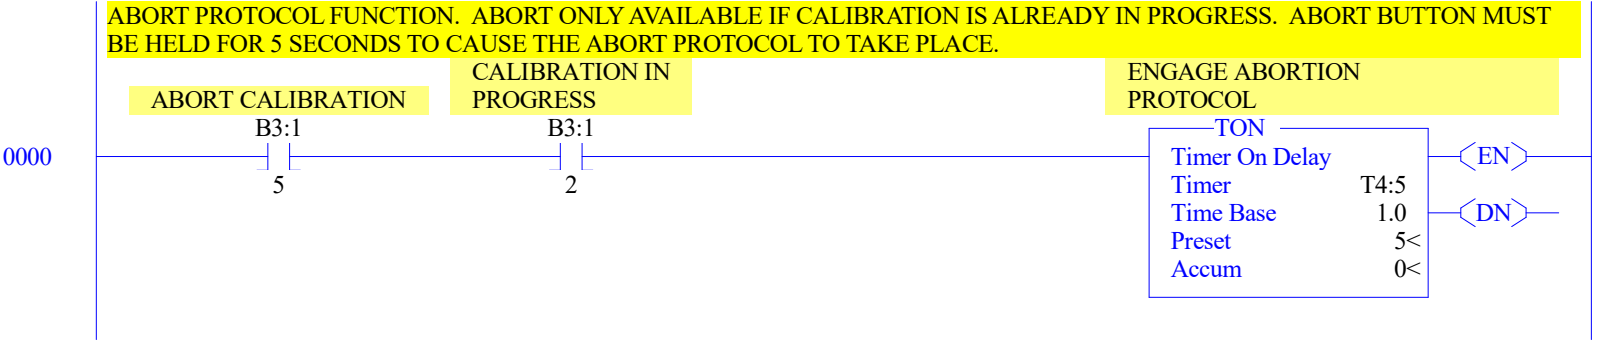 ABORT PROTOCOL FUNCTION.  ABORT ONLY AVAILABLE IF CALIBRATION IS ALREADY IN PROGRESS.  ABORT BUTTON MUST
BE HELD FOR 5 SECONDS TO CAUSE THE ABORT PROTOCOL TO TAKE PLACE.
ABORT CALIBRATION
B3:1
5
CALIBRATION IN
PROGRESS
B3:1
2
ENGAGE ABORTION
PROTOCOL
0000
TON
Timer On Delay
Timer T4:5
Time Base 1.0
Preset 5<
Accum 0<
EN
DN